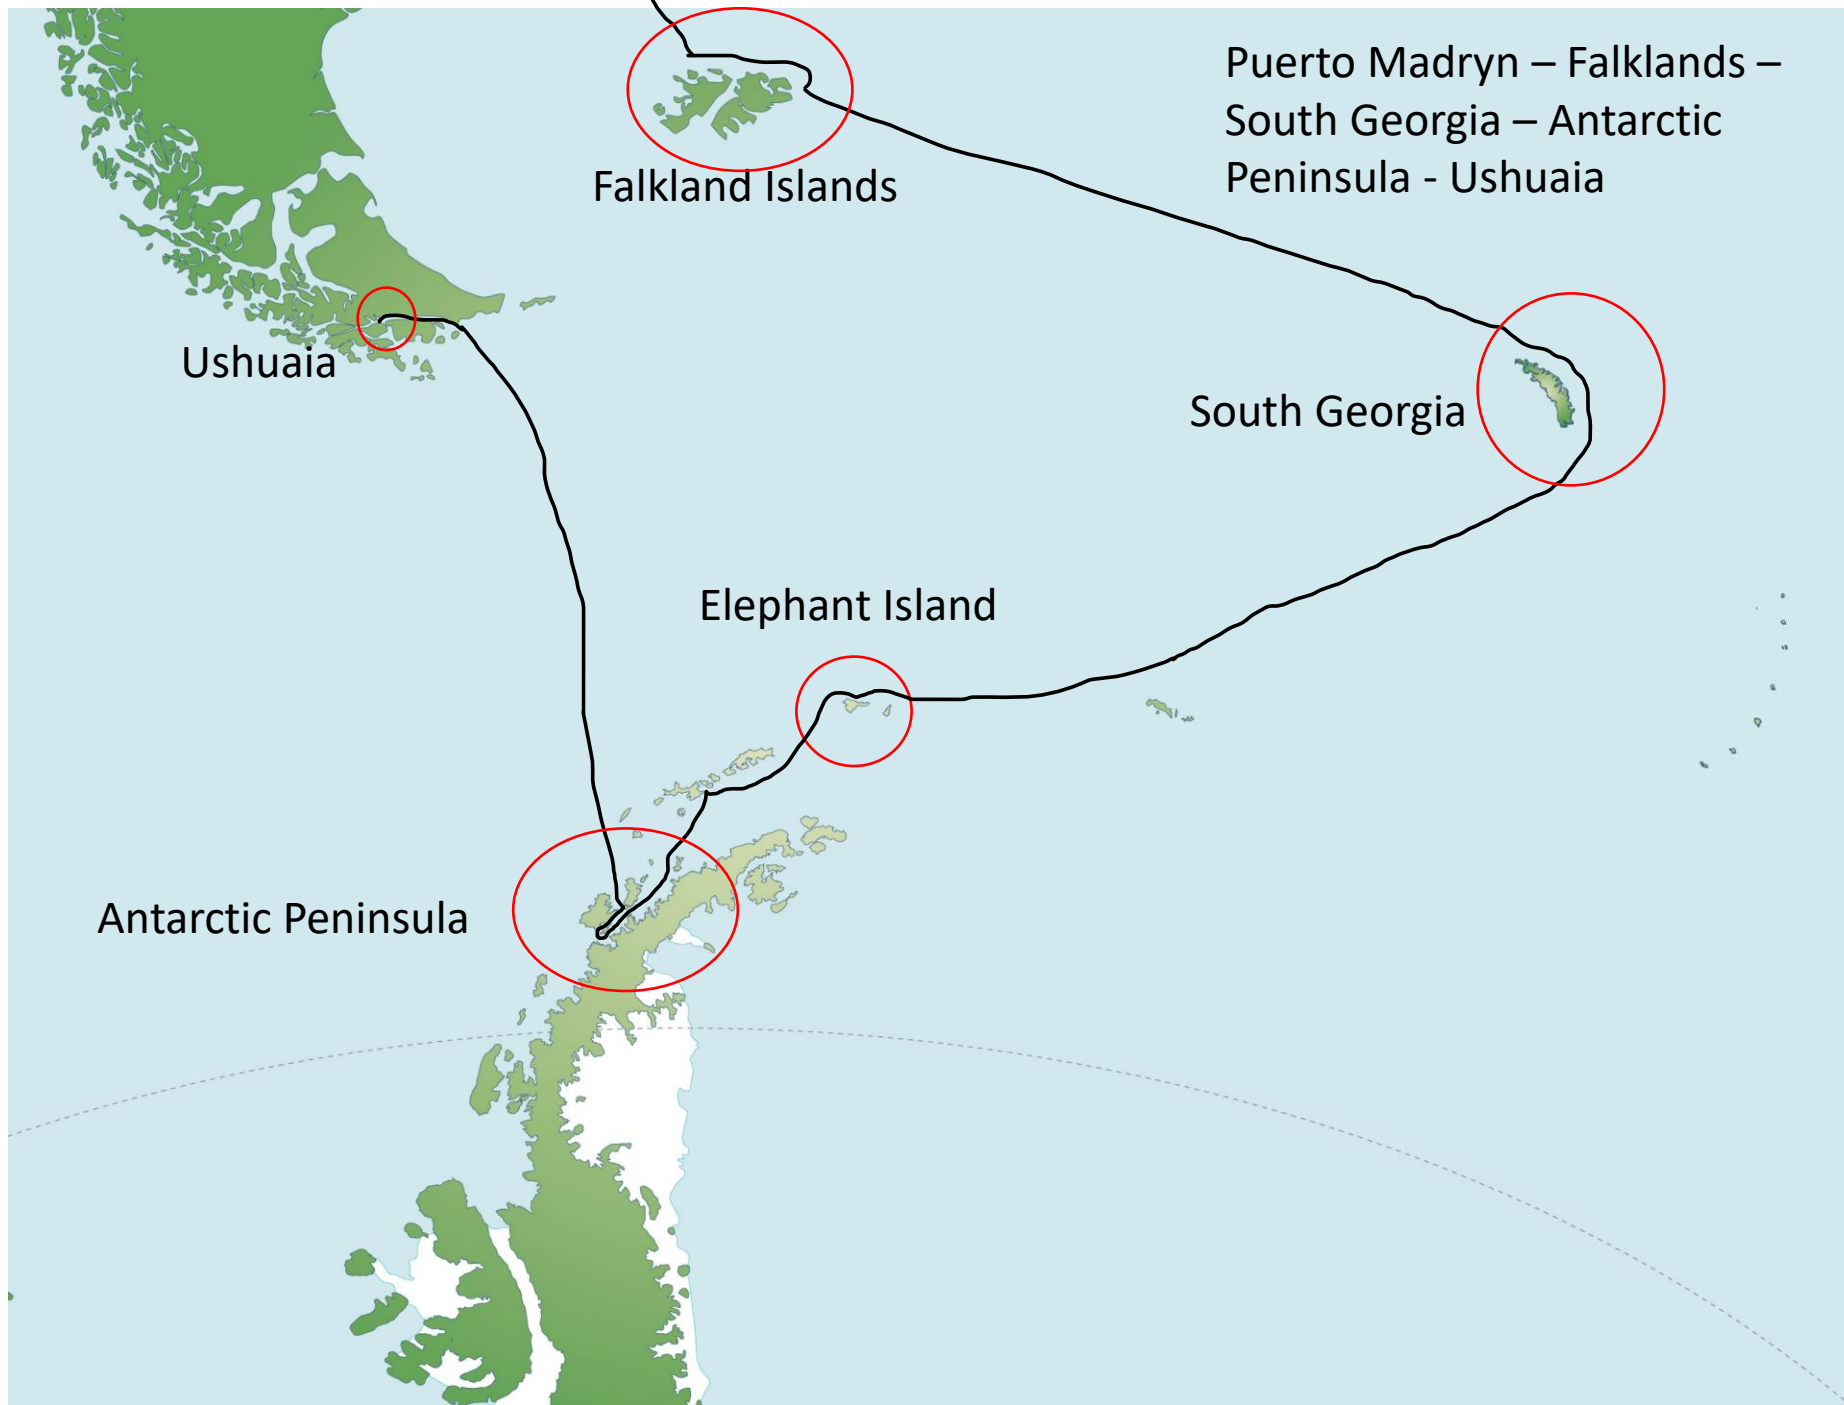 Puerto Madryn – Falklands –
South Georgia – Antarctic
Peninsula - Ushuaia
Falkland Islands
Ushuaia
South Georgia
Elephant Island
Antarctic Peninsula